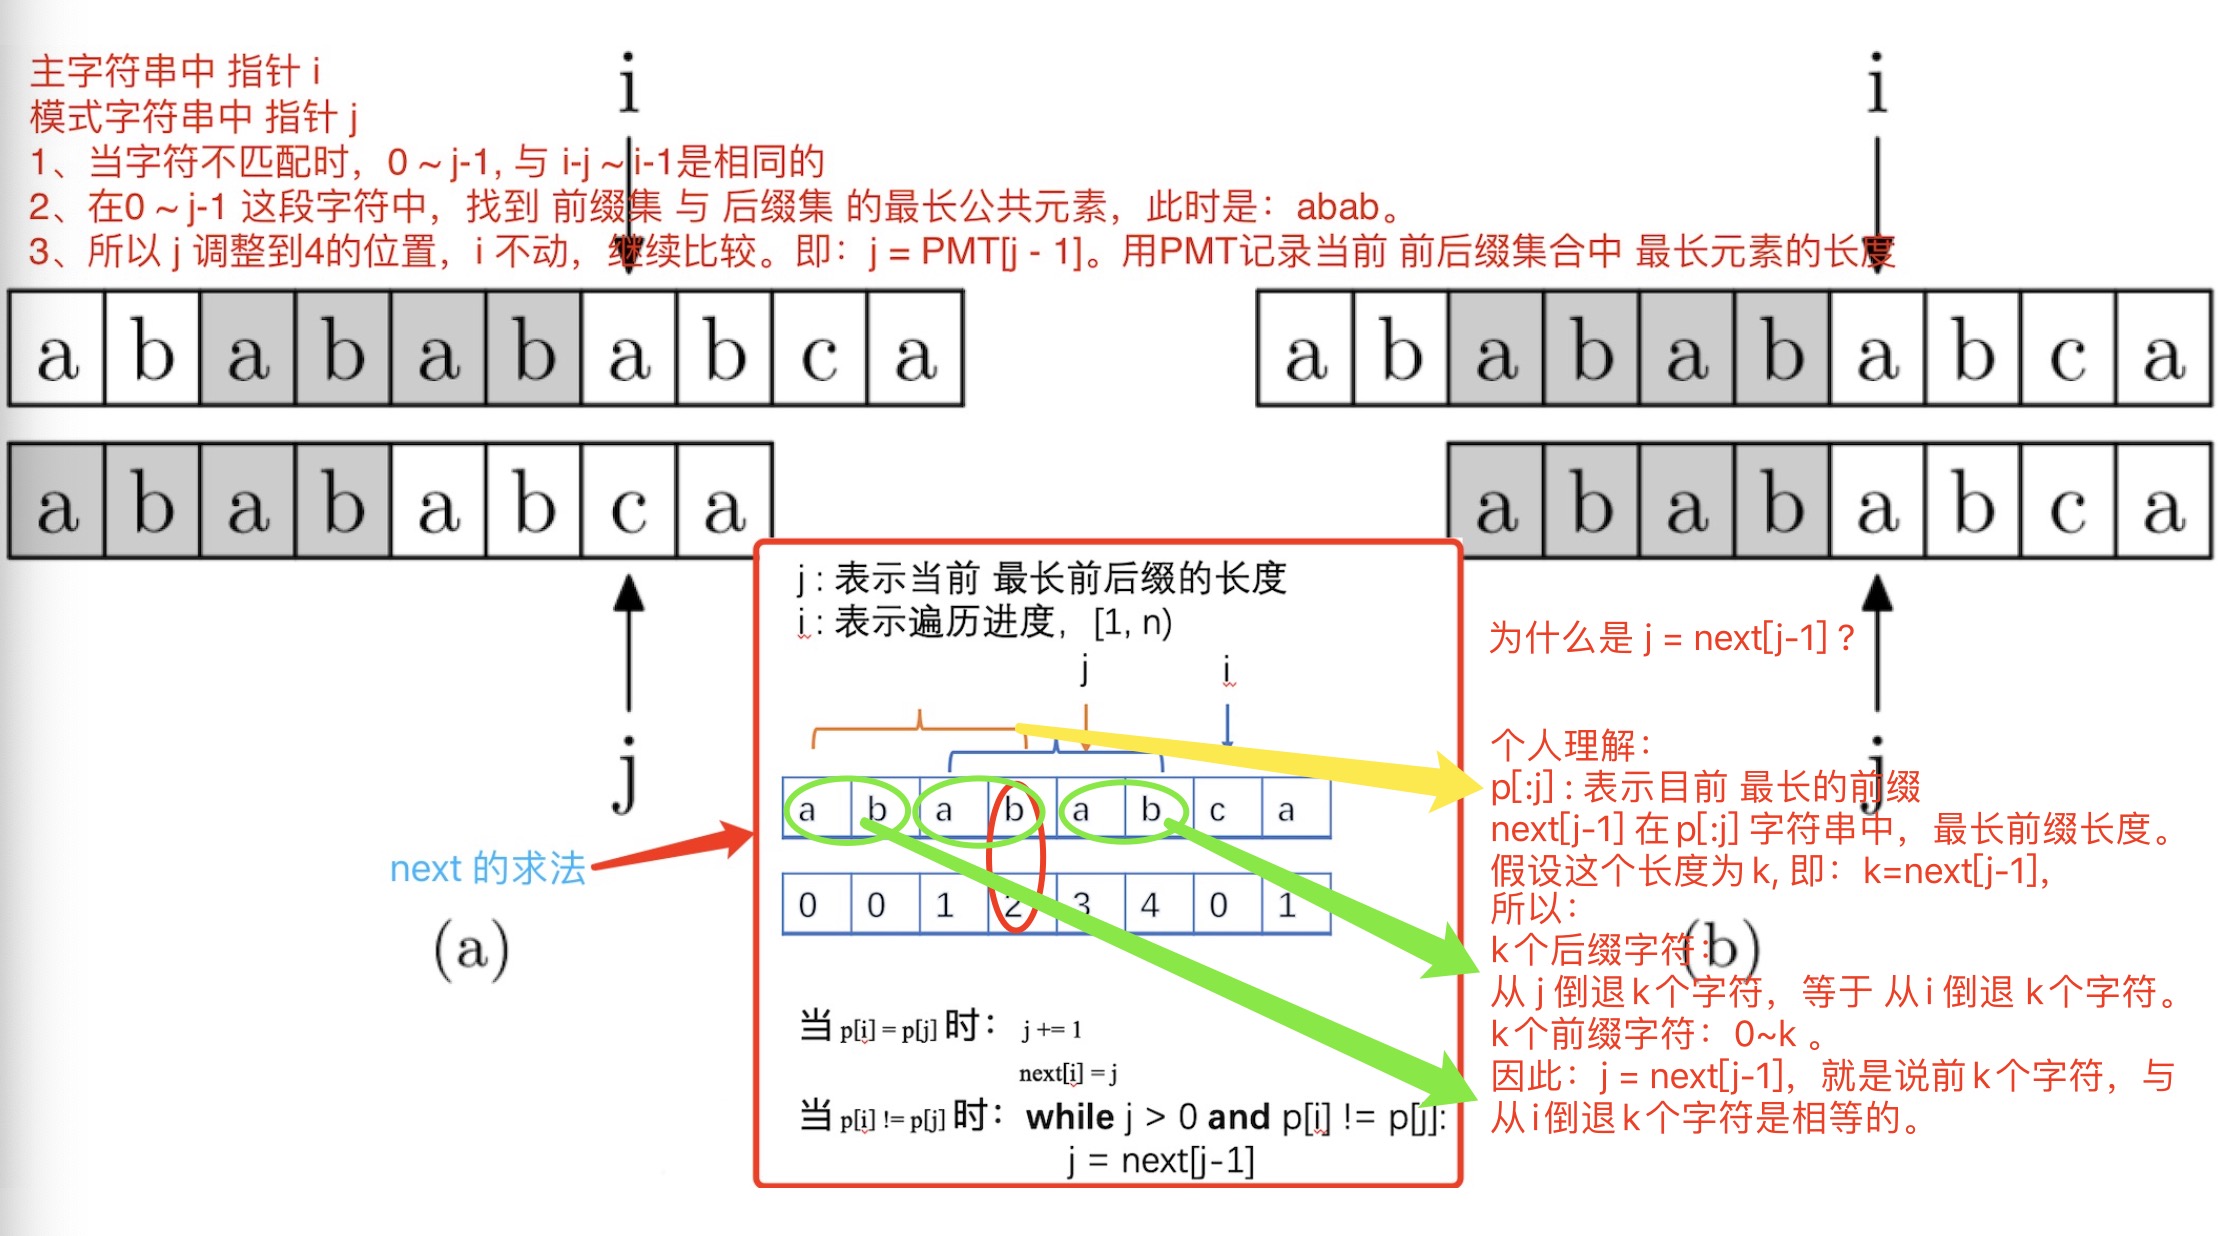 主字符串中 指针 i
模式字符串中 指针 j
1、当字符不匹配时，0 ~ j-1, 与 i-j ~ i-1是相同的
2、在0 ~ j-1 这段字符中，找到 前缀集 与 后缀集 的最长公共元素，此时是：abab。
3、所以 j 调整到4的位置，i 不动，继续比较。即：j = PMT[j - 1]。用PMT记录当前 前后缀集合中 最长元素的长度
i
a b a b a b a b c a
a b a b a b c a
j
(a)
i
a b a b a b a b c a
a b a b a b c a
j
(b)
next 的求法
j : 表示当前 最长前后缀的长度
i : 表示遍历进度，[1, n)
j i
a b a b a b c a
0 0 1 2 3 4 0 1
当 p[i] = p[j] 时： j += 1
next[i] = j
当 p[i] != p[j] 时： while j > 0 and p[i] != p[j]:
j = next[j-1]
为什么是 j = next[j-1] ?
个人理解：
p[:j] : 表示目前 最长的前缀
next[j-1] 在 p[:j] 字符串中，最长前缀长度。
假设这个长度为 k, 即：k=next[j-1],
所以：
k 个后缀字符：
从 j 倒退 k 个字符，等于 从 i 倒退 k 个字符。
k 个前缀字符：0~k 。
因此：j = next[j-1]，就是说前 k 个字符，与
从 i 倒退 k 个字符是相等的。